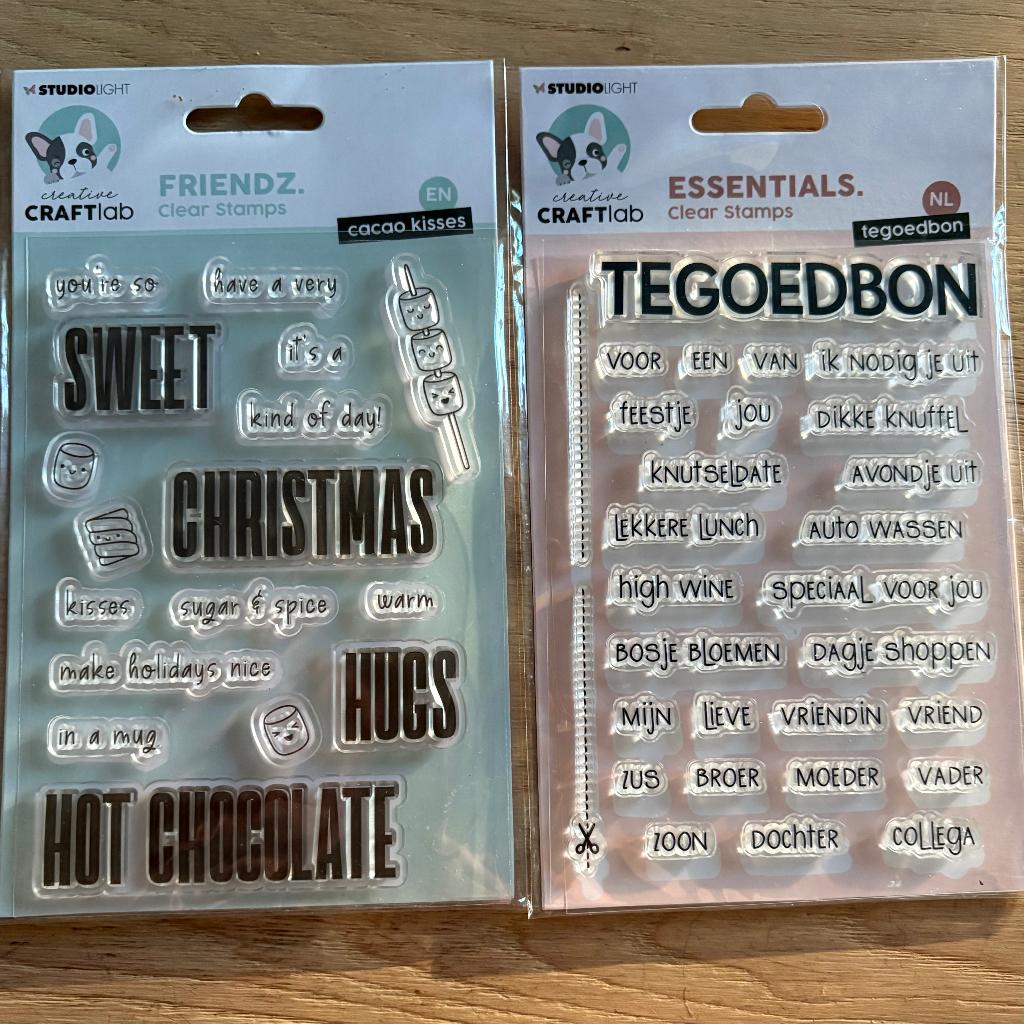 STUDIOLIGHT
creative
CRAFTlab
FRIENDZ.
Clear Stamps
EN
cacao kisses
you're so
have a very
SWEET
it's a
kind of day!
CHRISTMAS
kisses
sugar & spice
warm
make holidays nice
HUGS
in a mug
HOT CHOCOLATE
STUDIOLIGHT
creative
CRAFTlab
ESSENTIALS.
Clear Stamps
NL
tegoedbon
TEGOEDBON
VOOR EEN VAN ik NODiG je uit
feestje jou DiKKE KNuffEL
KNutSELDATE AVONDje uit
LEKKERE Lunch AUTO WASSEN
high WiNE SPECiAAL VOOR jou
BOSje BLOEMEN DAgje Shoppen
Mijn LiEVE VRiENDiN VRiEND
ZUS BROER MOEDER VADER
ZOON DOchter coLLEgA